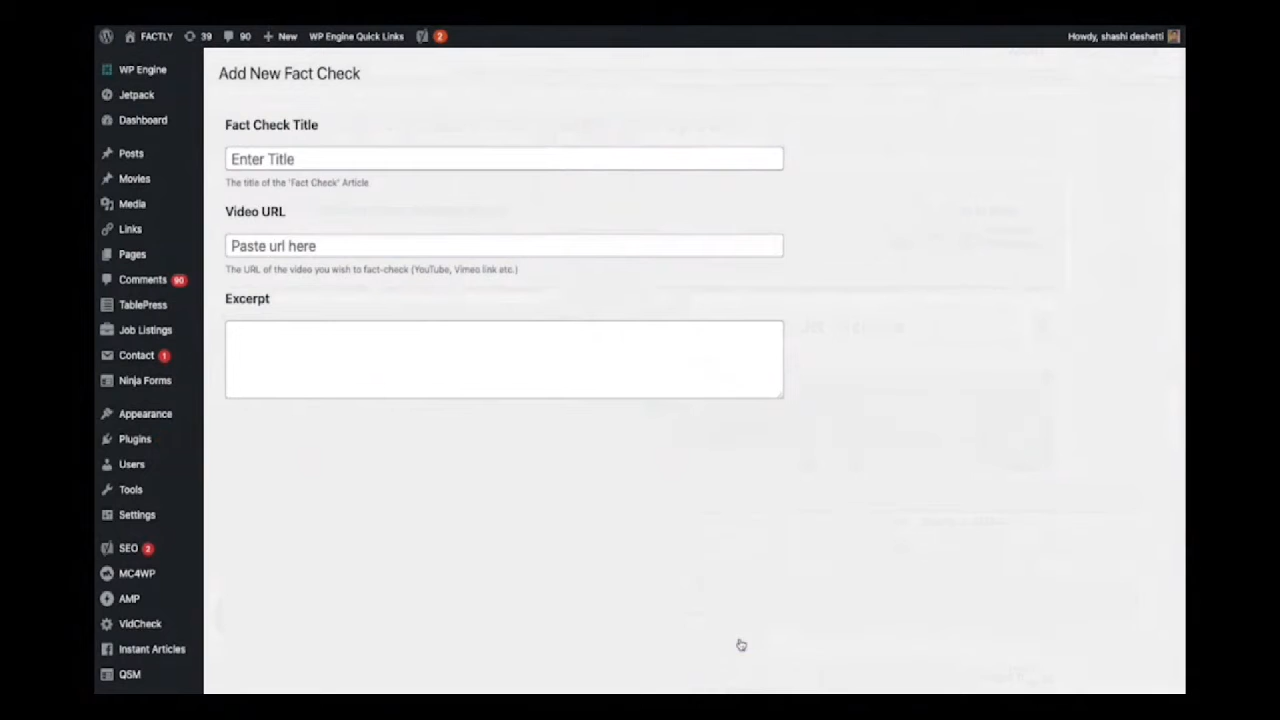 FACTLY 39 90 New WP Engine Quick Links 2 Howdy, shashi deshetti
WP Engine
Jetpack
Dashboard
Posts
Movies
Media
Links
Pages
Comments 90
TablePress
Job Listings
Contact 1
Ninja Forms
Appearance
Plugins
Users
Tools
Settings
SEO 2
MC4WP
AMP
VidCheck
Instant Articles
QSM
Add New Fact Check
Fact Check Title
Enter Title
The title of the 'Fact Check' Article
Video URL
Paste url here
The URL of the video you wish to fact-check (YouTube, Vimeo link etc.)
Excerpt